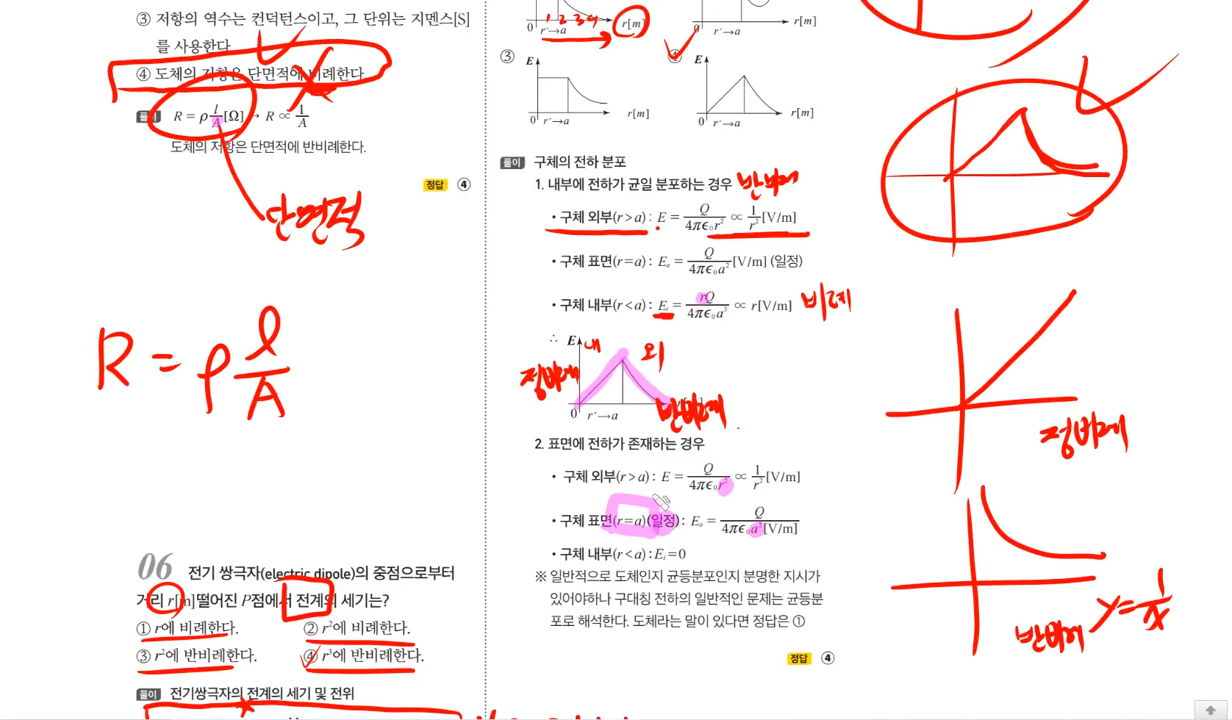 ③ 저항의 역수는 컨덕턴스이고, 그 단위는 지멘스[S]
를 사용한다.
④ 도체의 저항은 단면적에 비례한다.
풀이 R = ρ l/A [Ω] → R ∝ 1/A
도체의 저항은 단면적에 반비례한다.
정답 ④
단면적
R = ρ l/A
06 전기 쌍극자(electric dipole)의 중점으로부터
거리 r[m]떨어진 P점에서 전계의 세기는?
① r에 비례한다. ② r²에 비례한다.
③ r²에 반비례한다. ④ r³에 반비례한다.
풀이 전기쌍극자의 전계의 세기 및 전위
0 r´→a r[m]
1 2 3 4
0 r´→a r[m]
③ E
0 r´→a r[m]
④ E
0 r´→a r[m]
풀이 구체의 전하 분포
1. 내부에 전하가 균일 분포하는 경우
• 구체 외부(r>a) : E = Q/4πϵ₀r² ∝ 1/r² [V/m]
• 구체 표면(r=a) : Eₐ = Q/4πϵ₀a² [V/m] (일정)
• 구체 내부(r<a) : Eᵢ = rQ/4πϵ₀a³ ∝ r[V/m]
비례
∴ E
내 외
정비례 반비례
0 r´→a
2. 표면에 전하가 존재하는 경우
• 구체 외부(r>a) : E = Q/4πϵ₀r² ∝ 1/r² [V/m]
• 구체 표면(r=a)(일정) : Eₐ = Q/4πϵ₀a² [V/m]
• 구체 내부(r<a) : Eᵢ=0
※ 일반적으로 도체인지 균등분포인지 분명한 지시가
있어야하나 구대칭 전하의 일반적인 문제는 균등분
포로 해석한다. 도체라는 말이 있다면 정답은 ①
정답 ④
정비례
반비례 y = 1/x